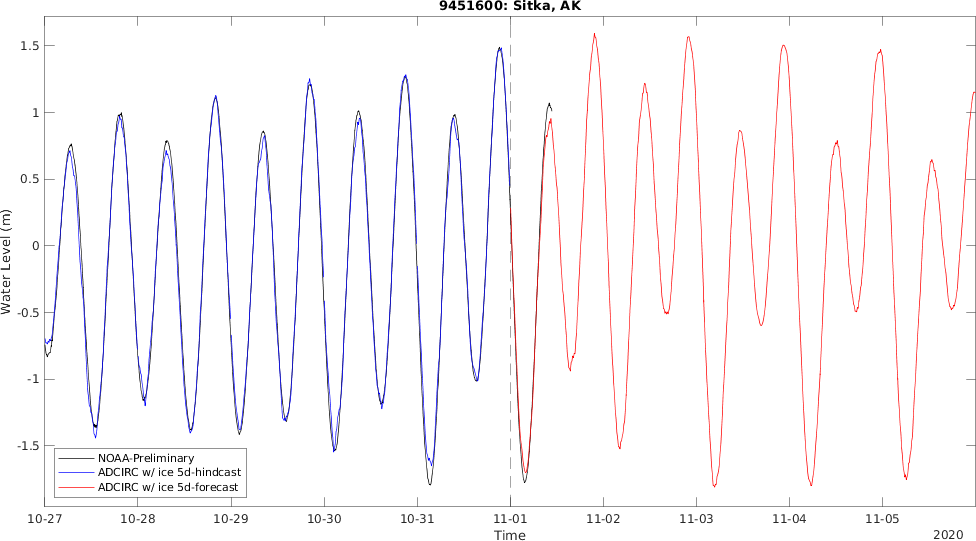 9451600: Sitka, AK
1.5
1
0.5
0
-0.5
-1
-1.5
Water Level (m)
NOAA-Preliminary
ADCIRC w/ ice 5d-hindcast
ADCIRC w/ ice 5d-forecast
10-27 10-28 10-29 10-30 10-31 11-01 11-02 11-03 11-04 11-05
Time
2020